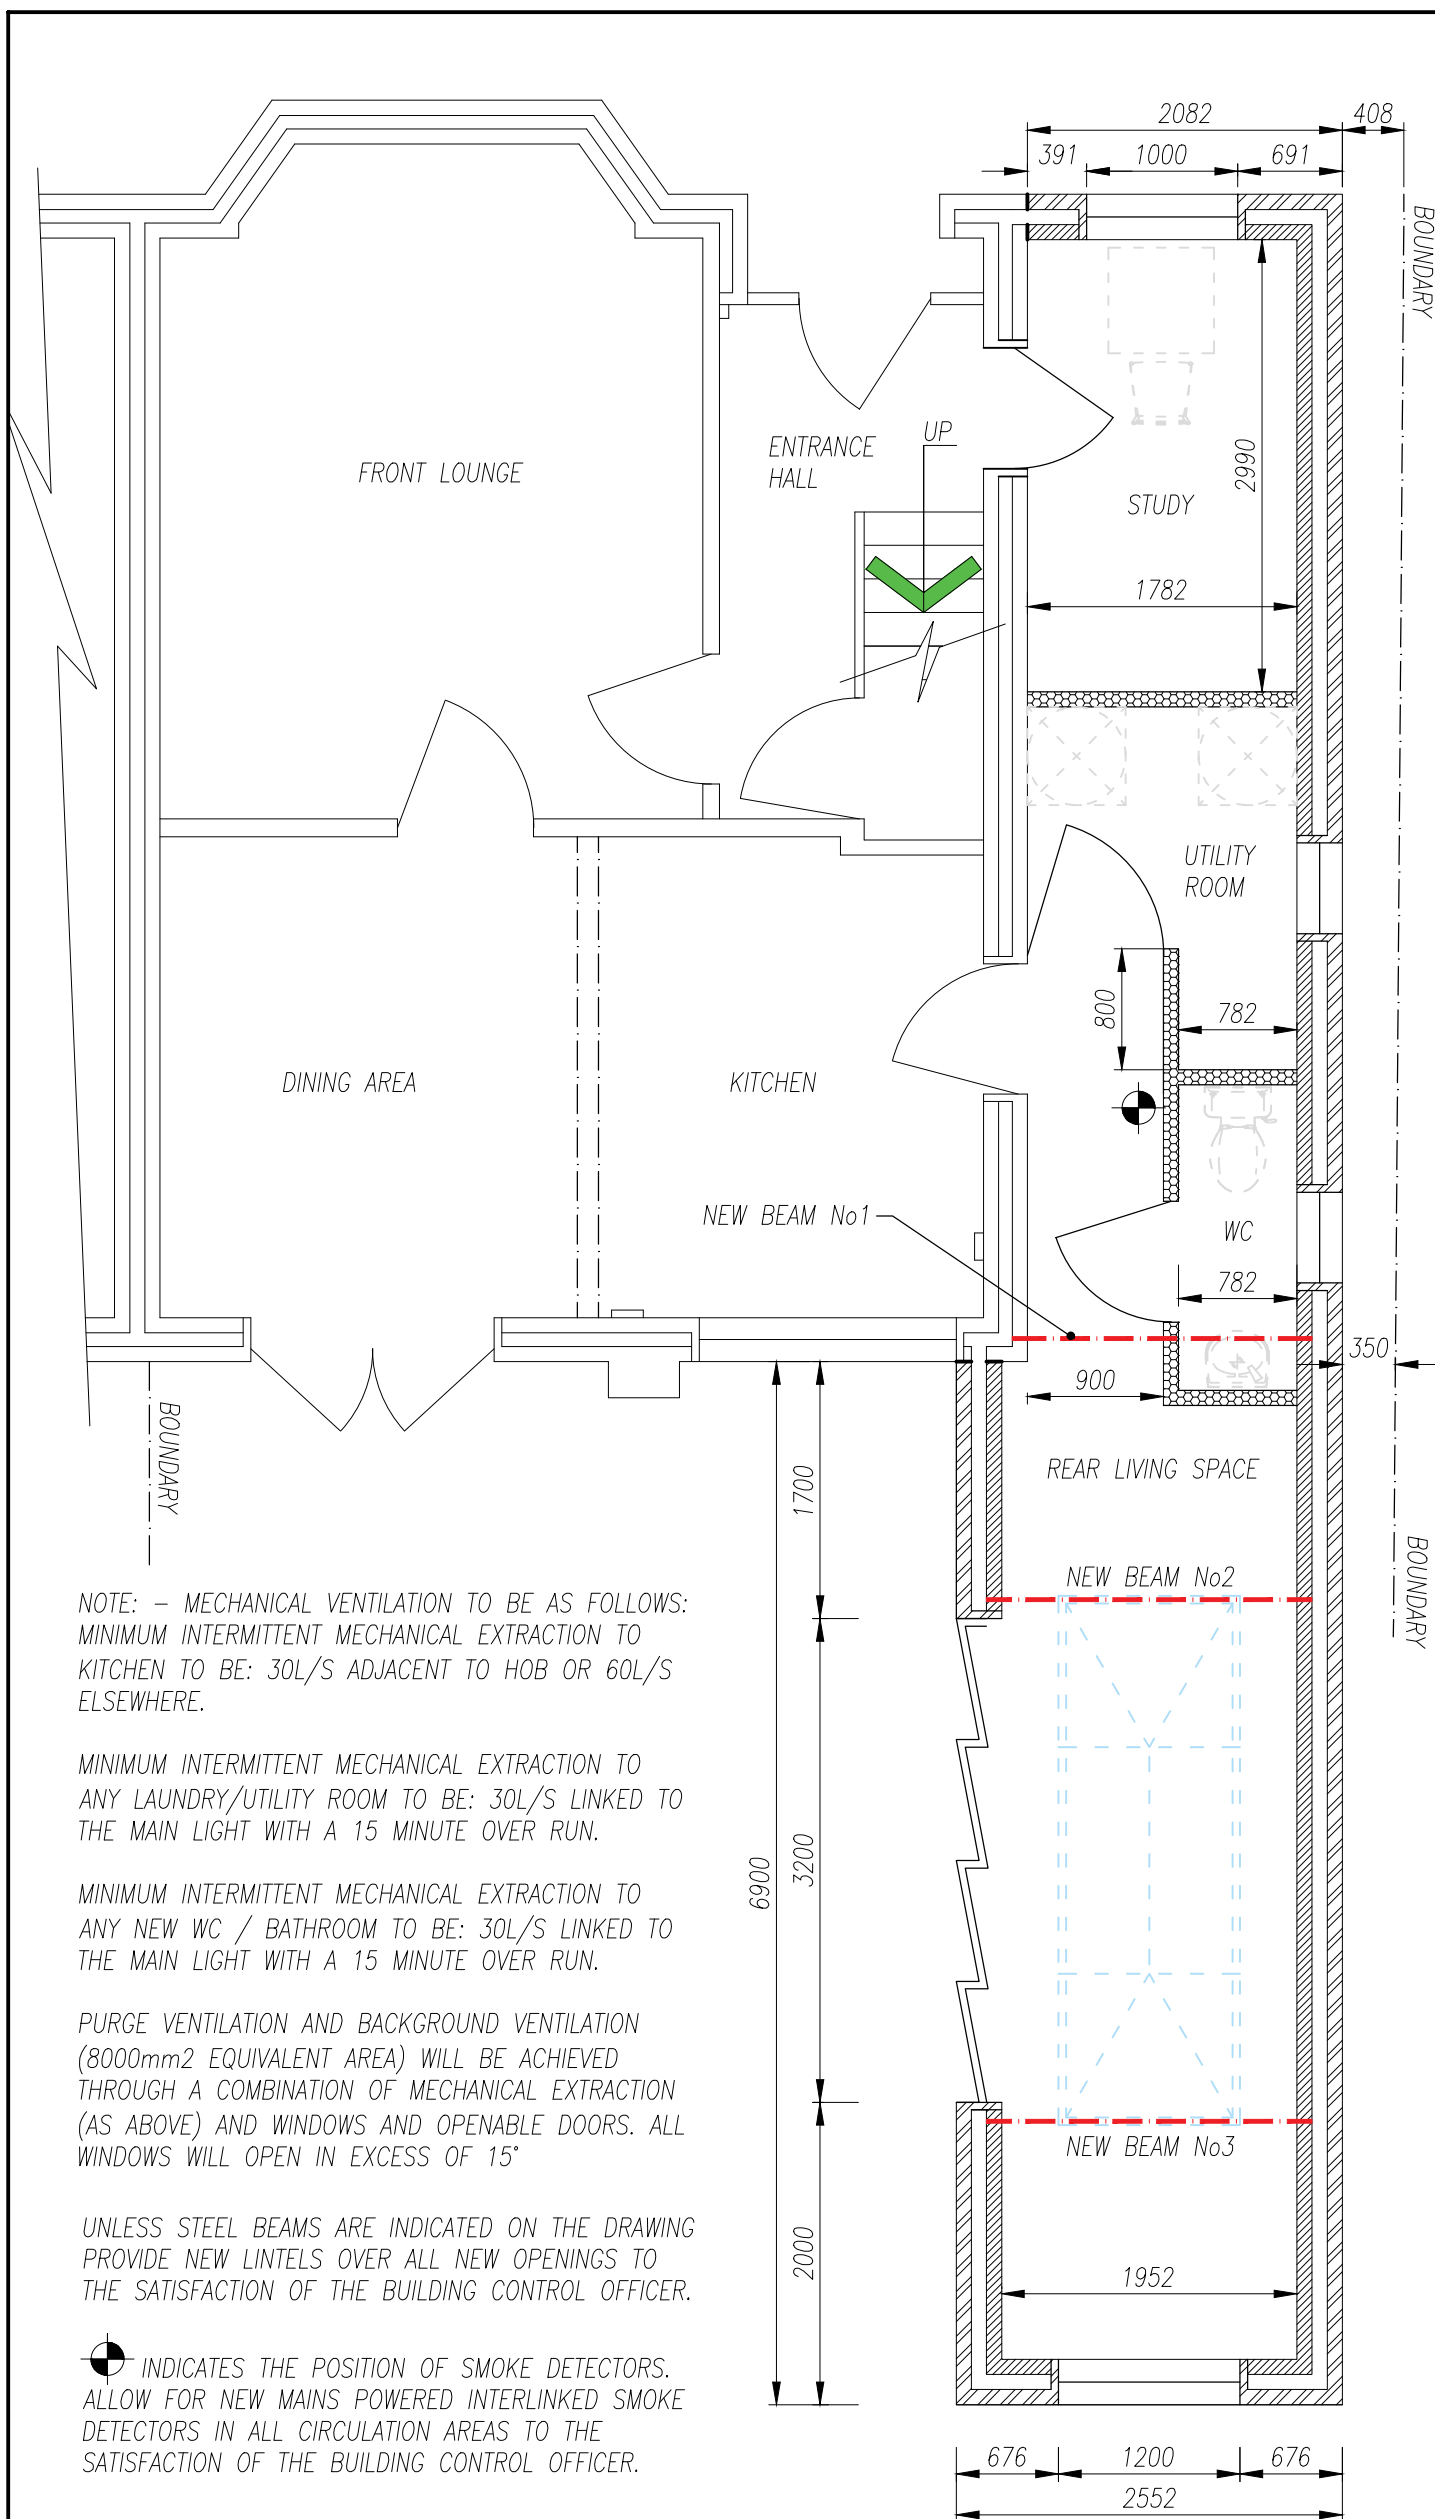 2082
408
391
1000
691
BOUNDARY
FRONT LOUNGE
ENTRANCE
HALL
UP
2990
STUDY
1782
UTILITY
ROOM
800
782
DINING AREA
KITCHEN
NEW BEAM No1
WC
782
350
900
BOUNDARY
1700
REAR LIVING SPACE
BOUNDARY
NEW BEAM No2
6900
3200
NEW BEAM No3
2000
1952
676
1200
676
2552
NOTE: - MECHANICAL VENTILATION TO BE AS FOLLOWS:
MINIMUM INTERMITTENT MECHANICAL EXTRACTION TO
KITCHEN TO BE: 30L/S ADJACENT TO HOB OR 60L/S
ELSEWHERE.
MINIMUM INTERMITTENT MECHANICAL EXTRACTION TO
ANY LAUNDRY/UTILITY ROOM TO BE: 30L/S LINKED TO
THE MAIN LIGHT WITH A 15 MINUTE OVER RUN.
MINIMUM INTERMITTENT MECHANICAL EXTRACTION TO
ANY NEW WC / BATHROOM TO BE: 30L/S LINKED TO
THE MAIN LIGHT WITH A 15 MINUTE OVER RUN.
PURGE VENTILATION AND BACKGROUND VENTILATION
(8000mm2 EQUIVALENT AREA) WILL BE ACHIEVED
THROUGH A COMBINATION OF MECHANICAL EXTRACTION
(AS ABOVE) AND WINDOWS AND OPENABLE DOORS. ALL
WINDOWS WILL OPEN IN EXCESS OF 15°
UNLESS STEEL BEAMS ARE INDICATED ON THE DRAWING
PROVIDE NEW LINTELS OVER ALL NEW OPENINGS TO
THE SATISFACTION OF THE BUILDING CONTROL OFFICER.
INDICATES THE POSITION OF SMOKE DETECTORS.
ALLOW FOR NEW MAINS POWERED INTERLINKED SMOKE
DETECTORS IN ALL CIRCULATION AREAS TO THE
SATISFACTION OF THE BUILDING CONTROL OFFICER.